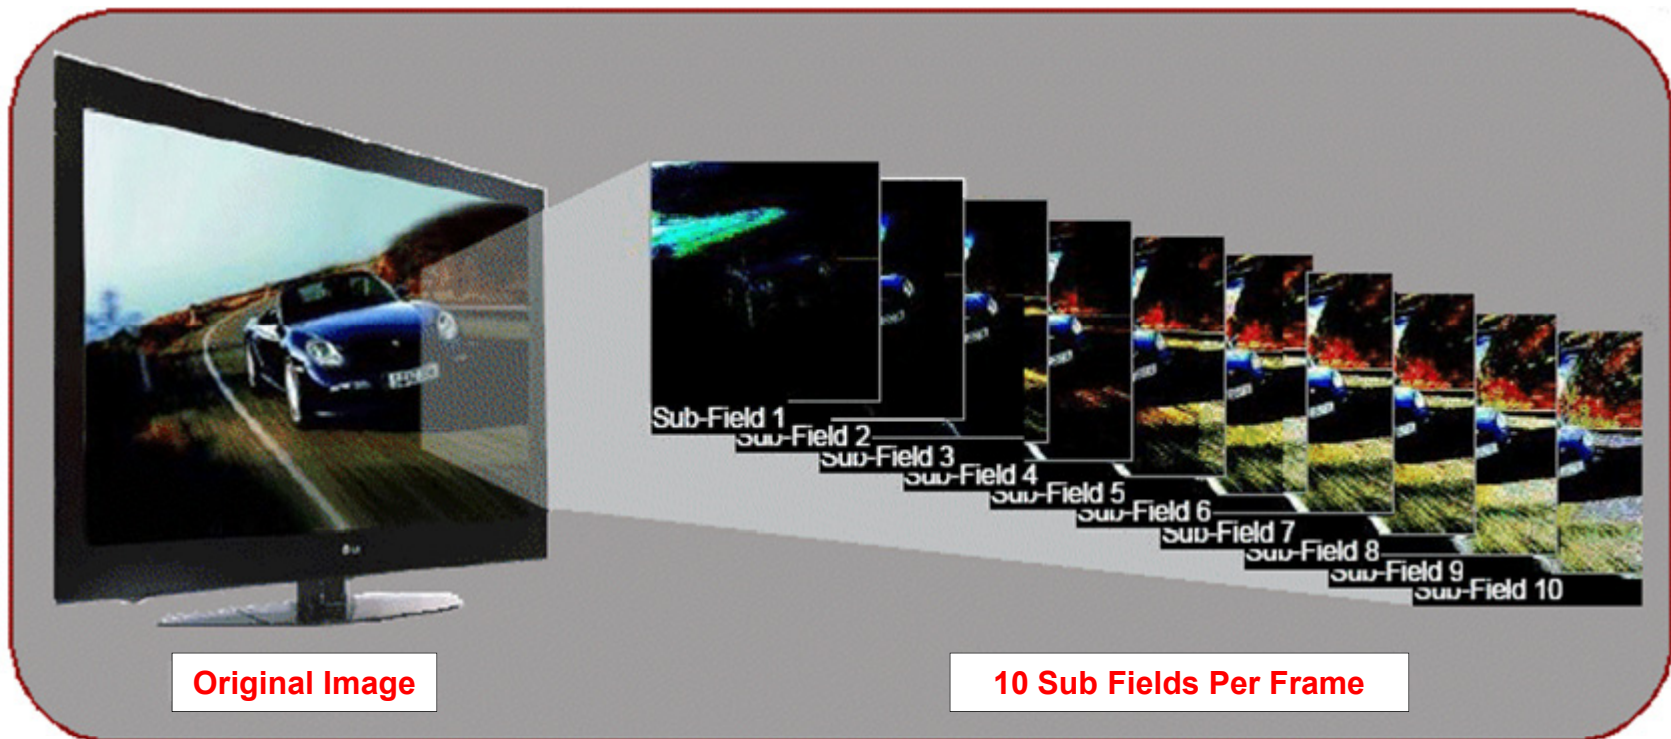 Sub-Field 1
Sub-Field 2
Sub-Field 3
Sub-Field 4
Sub-Field 5
Sub-Field 6
Sub-Field 7
Sub-Field 8
Sub-Field 9
Sub-Field 10
Original Image
10 Sub Fields Per Frame